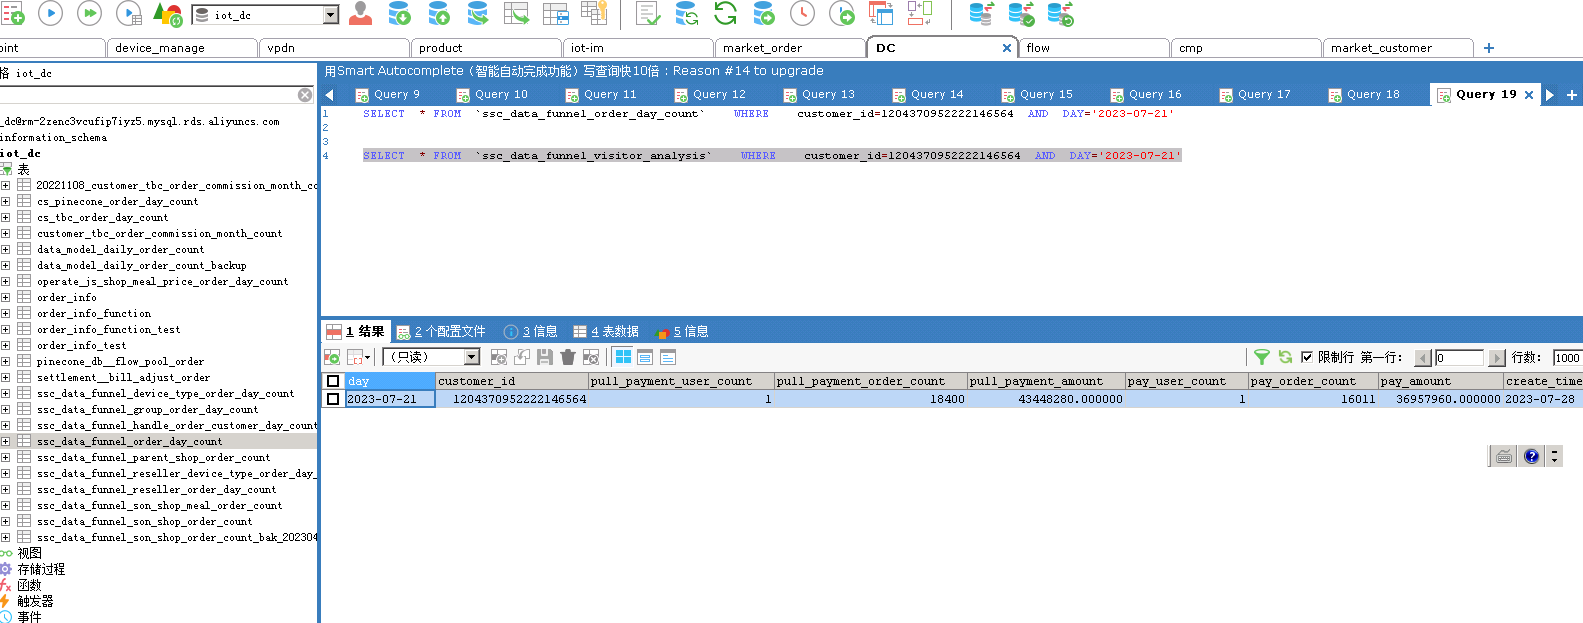 iot_dc
oint device_manage vpdn product iot-im market_order DC flow cmp market_customer
格 iot_dc
用Smart Autocomplete（智能自动完成功能）写查询快10倍：Reason #14 to upgrade
Query 9 Query 10 Query 11 Query 12 Query 13 Query 14 Query 15 Query 16 Query 17 Query 18 Query 19
1 SELECT * FROM `ssc_data_funnel_order_day_count` WHERE customer_id=1204370952222146564 AND DAY='2023-07-21'
2
3
4 SELECT * FROM `ssc_data_funnel_visitor_analysis` WHERE customer_id=1204370952222146564 AND DAY='2023-07-21'
_dc@rm-2zenc3vcufip7iyz5.mysql.rds.aliyuncs.com
information_schema
iot_dc
表
20221108_customer_tbc_order_commission_month_co
cs_pinecone_order_day_count
cs_tbc_order_day_count
customer_tbc_order_commission_month_count
data_model_daily_order_count
data_model_daily_order_count_backup
operate_js_shop_meal_price_order_day_count
order_info
order_info_function
order_info_function_test
order_info_test
pinecone_db__flow_pool_order
settlement__bill_adjust_order
ssc_data_funnel_device_type_order_day_count
ssc_data_funnel_group_order_day_count
ssc_data_funnel_handle_order_customer_day_count
ssc_data_funnel_order_day_count
ssc_data_funnel_parent_shop_order_count
ssc_data_funnel_reseller_device_type_order_day_
ssc_data_funnel_reseller_order_day_count
ssc_data_funnel_son_shop_meal_order_count
ssc_data_funnel_son_shop_order_count
ssc_data_funnel_son_shop_order_count_bak_202304
视图
存储过程
函数
触发器
事件
1 结果 2 个配置文件 3 信息 4 表数据 5 信息
（只读） 限制行 第一行： 0 行数： 1000
day customer_id pull_payment_user_count pull_payment_order_count pull_payment_amount pay_user_count pay_order_count pay_amount create_time
2023-07-21 1204370952222146564 1 18400 43448280.000000 1 16011 36957960.000000 2023-07-28